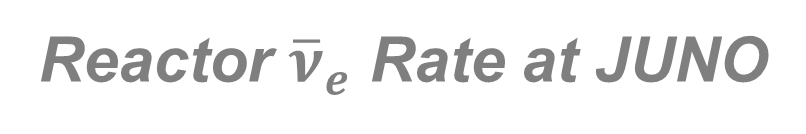 Reactor ν̅ₑ Rate at JUNO